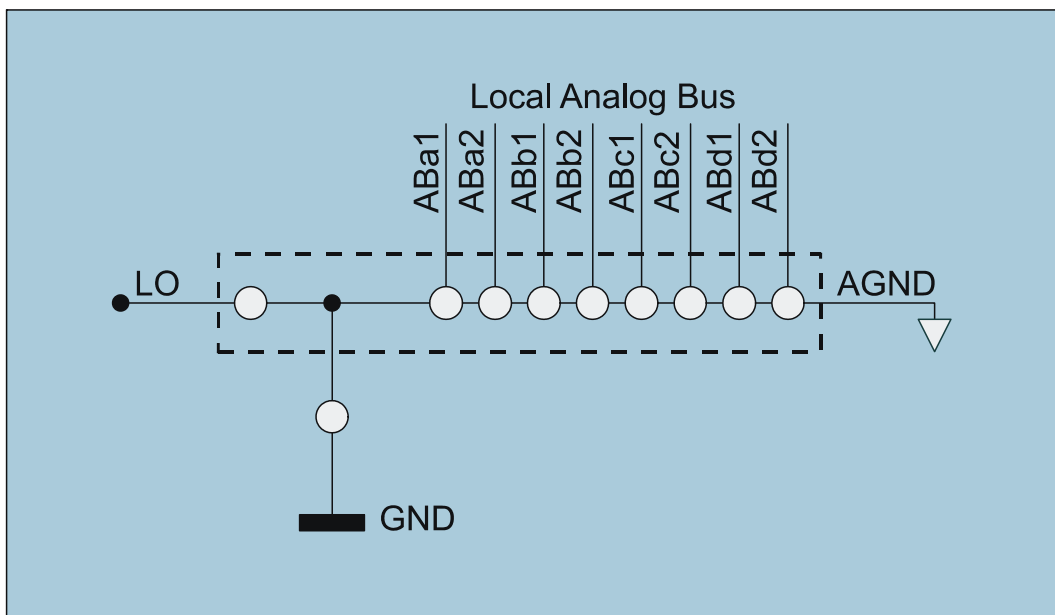 Local Analog Bus
ABa1
ABa2
ABb1
ABb2
ABc1
ABc2
ABd1
ABd2
LO
AGND
GND